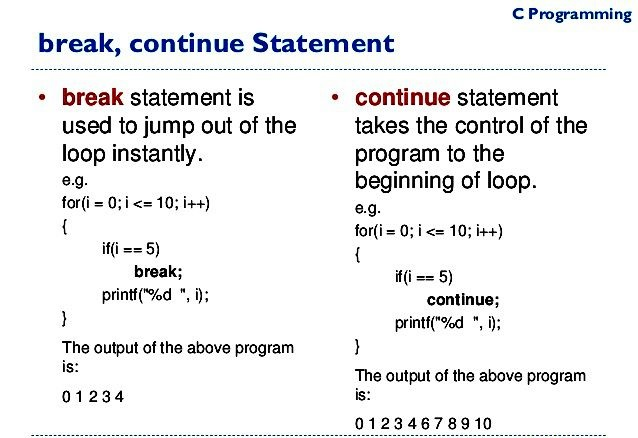 C Programming
break, continue Statement
• break statement is
used to jump out of the
loop instantly.
e.g.
for(i = 0; i <= 10; i++)
{
if(i == 5)
break;
printf("%d ", i);
}
The output of the above program
is:
0 1 2 3 4
• continue statement
takes the control of the
program to the
beginning of loop.
e.g.
for(i = 0; i <= 10; i++)
{
if(i == 5)
continue;
printf("%d ", i);
}
The output of the above program
is:
0 1 2 3 4 6 7 8 9 10